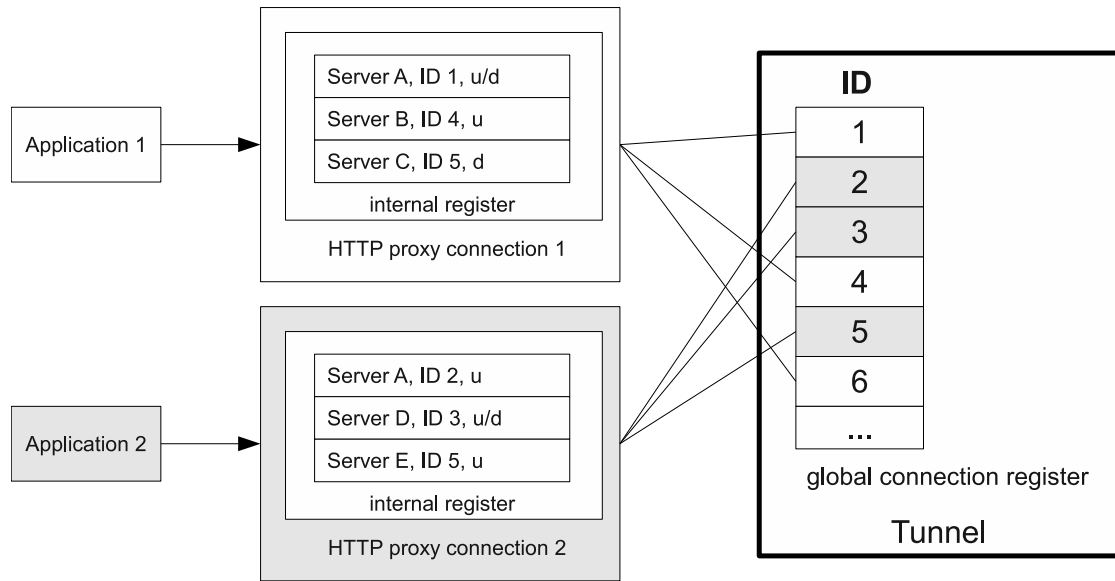 Application 1
Server A, ID 1, u/d
Server B, ID 4, u
Server C, ID 5, d
internal register
HTTP proxy connection 1
Application 2
Server A, ID 2, u
Server D, ID 3, u/d
Server E, ID 5, u
internal register
HTTP proxy connection 2
ID
1
2
3
4
5
6
...
global connection register
Tunnel